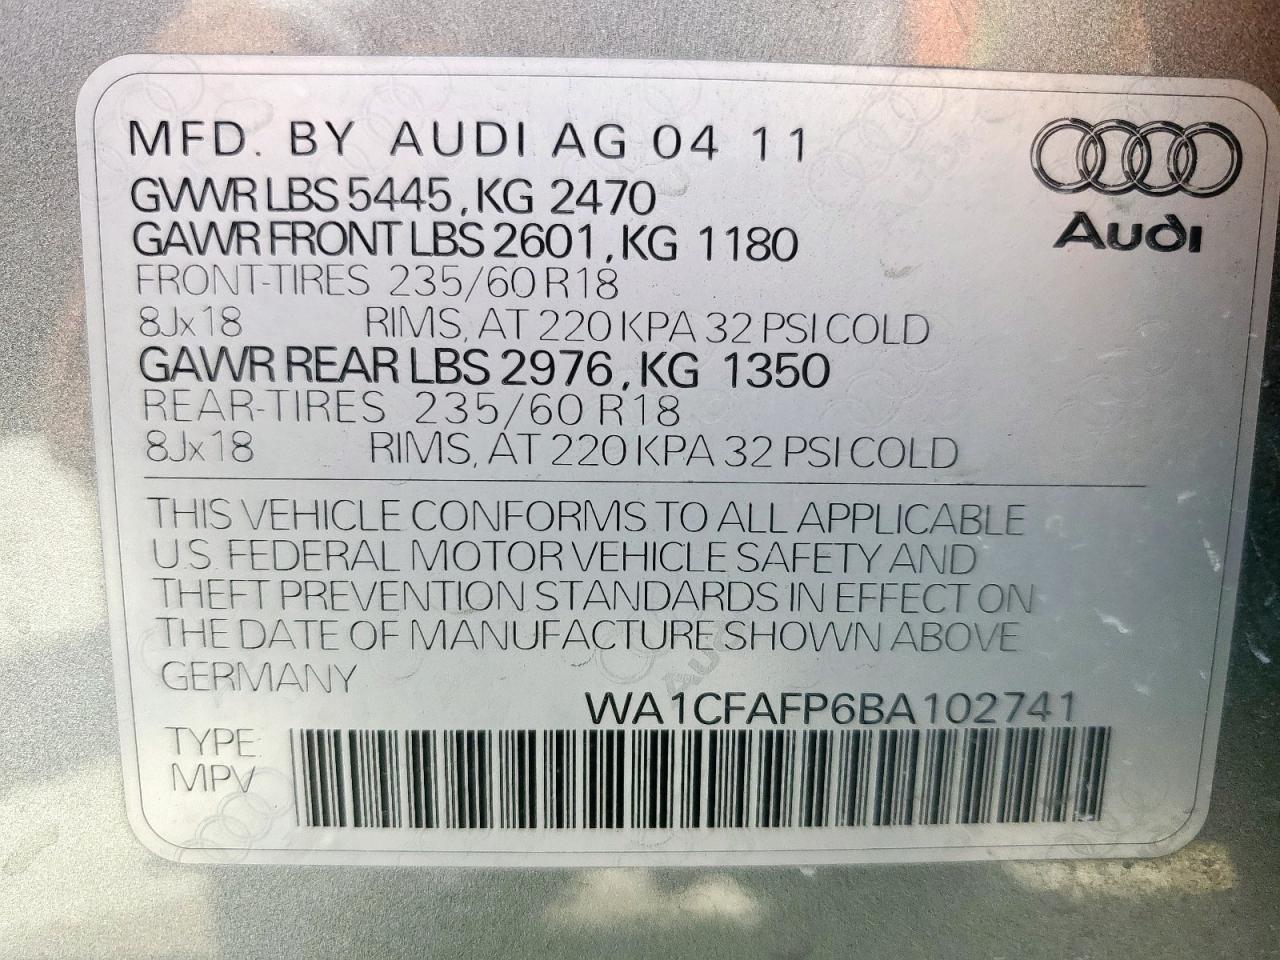 MFD. BY AUDI AG 04 11
GVWR LBS 5445, KG 2470
GAWR FRONT LBS 2601, KG 1180
FRONT-TIRES 235/60 R18
8Jx18 RIMS, AT 220 KPA 32 PSI COLD
GAWR REAR LBS 2976, KG 1350
REAR-TIRES 235/60 R18
8Jx18 RIMS, AT 220 KPA 32 PSI COLD
Audi
THIS VEHICLE CONFORMS TO ALL APPLICABLE
U.S. FEDERAL MOTOR VEHICLE SAFETY AND
THEFT PREVENTION STANDARDS IN EFFECT ON
THE DATE OF MANUFACTURE SHOWN ABOVE
GERMANY
WA1CFAFP6BA102741
TYPE:
MPV